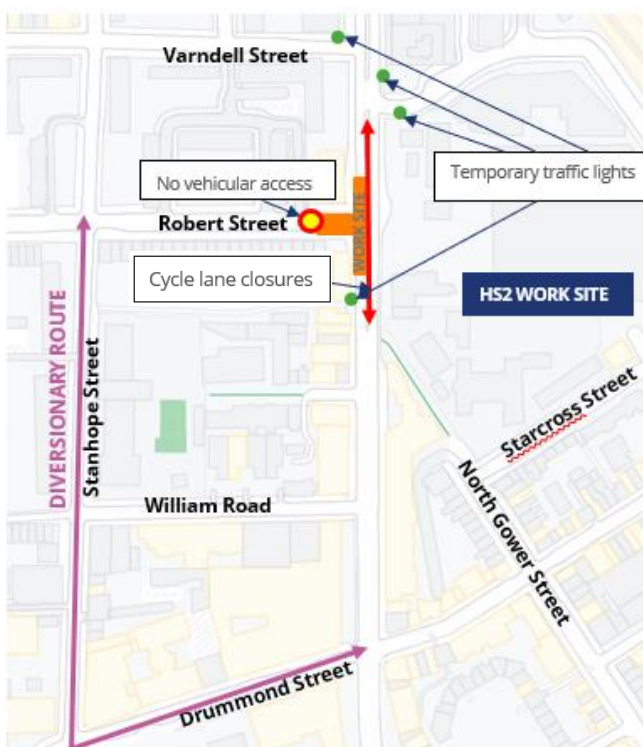 Varndell Street
No vehicular access
Temporary traffic lights
Robert Street
WORK SITE
Cycle lane closures
HS2 WORK SITE
DIVERSIONARY ROUTE
Stanhope Street
Starcross Street
William Road
North Gower Street
Drummond Street